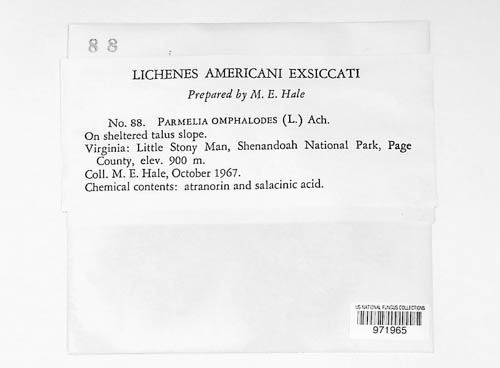 88
LICHENES AMERICANI EXSICCATI
Prepared by M. E. Hale
No. 88. PARMELIA OMPHALODES (L.) Ach.
On sheltered talus slope.
Virginia: Little Stony Man, Shenandoah National Park, Page
County, elev. 900 m.
Coll. M. E. Hale, October 1967.
Chemical contents: atranorin and salacinic acid.
US NATIONAL FUNGUS COLLECTIONS
971965